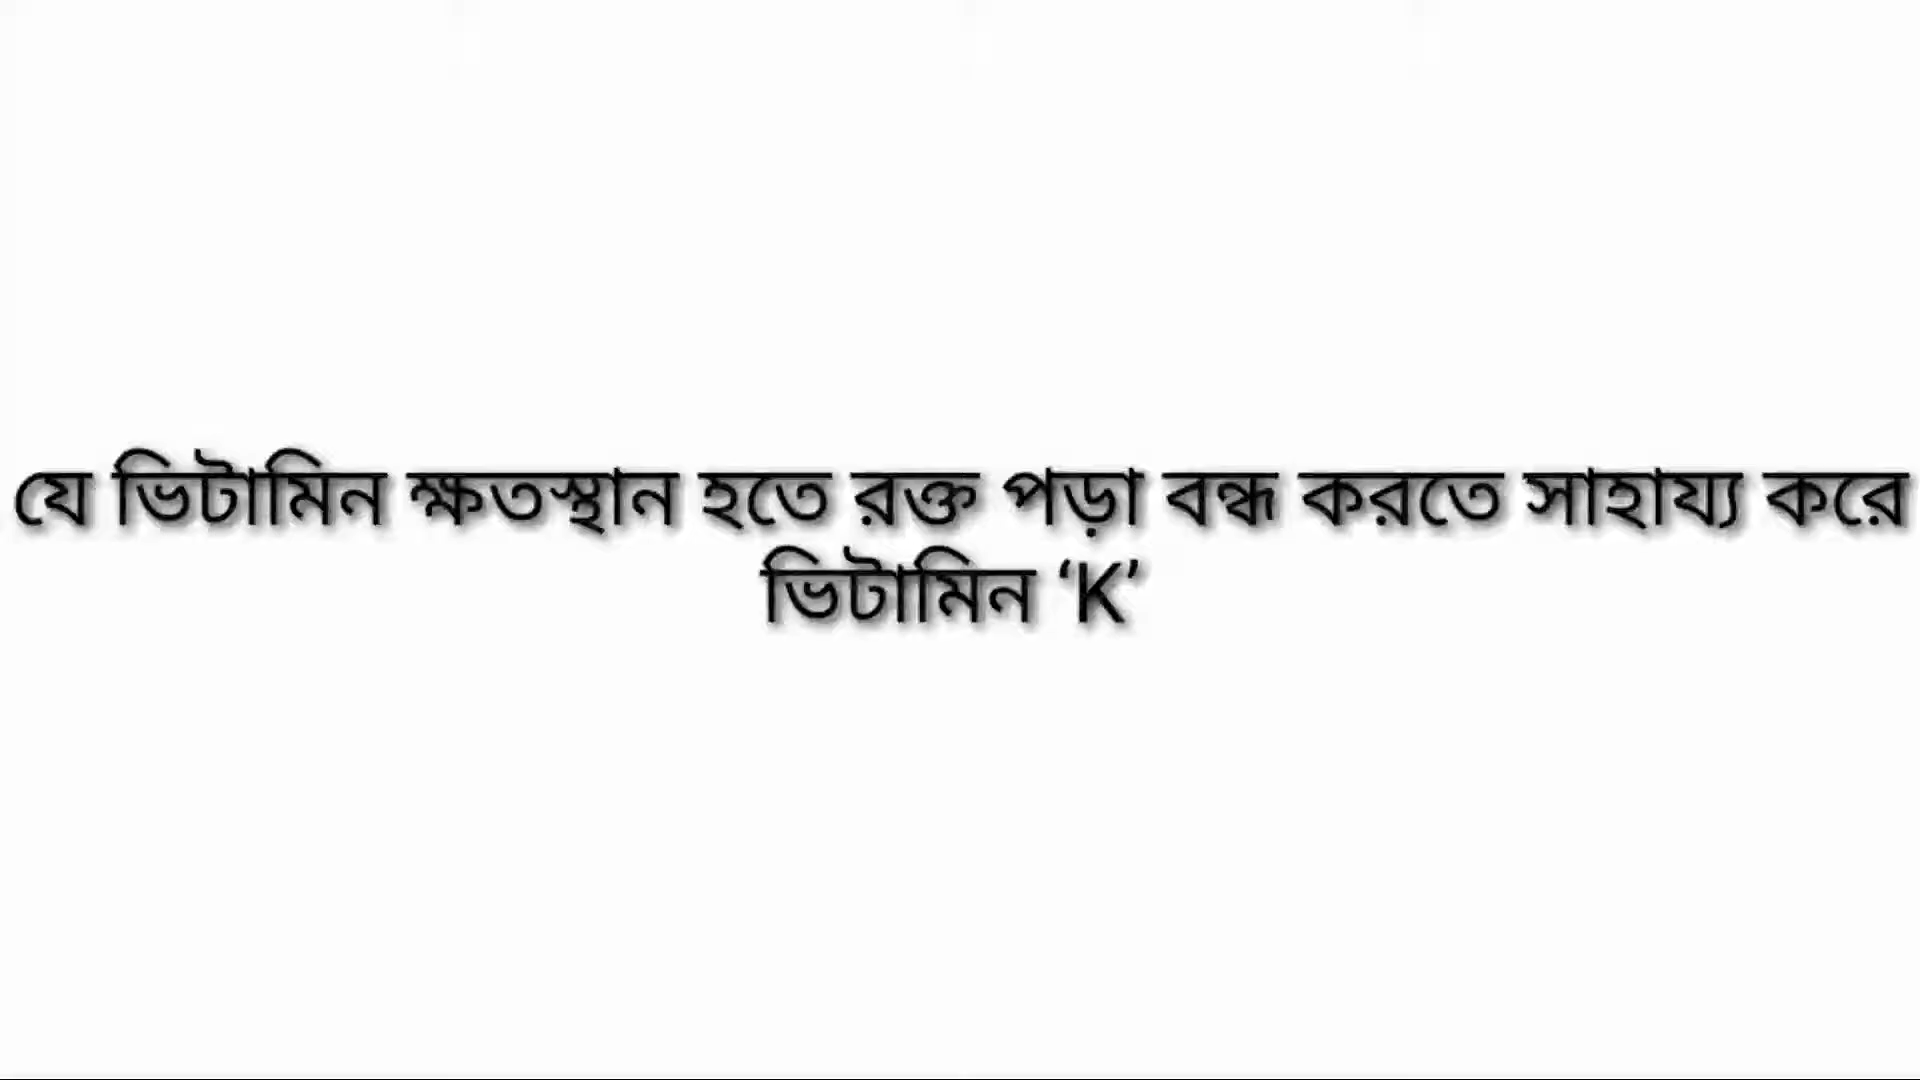 যে ভিটামিন ক্ষতস্থান হতে রক্ত পড়া বন্ধ করতে সাহায্য করে
ভিটামিন ‘K’